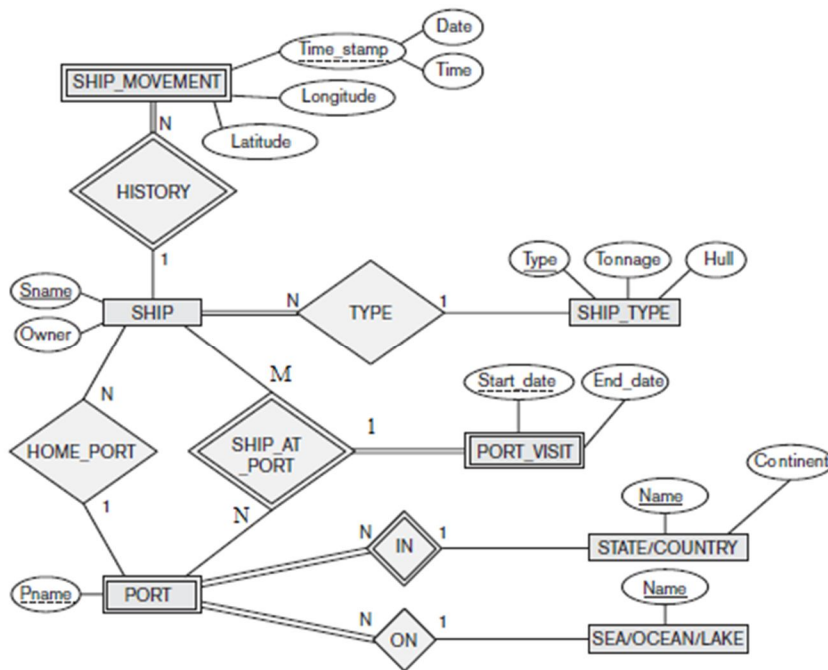 Date
Time_stamp
SHIP_MOVEMENT
Time
Longitude
N
Latitude
HISTORY
1
Type
Tonnage
Hull
Sname
SHIP
N
TYPE
1
SHIP_TYPE
Owner
M
Start_date
End_date
N
HOME_PORT
SHIP_AT
_PORT
1
PORT_VISIT
Continent
1
N
Name
N
IN
1
STATE/COUNTRY
Pname
PORT
Name
N
ON
1
SEA/OCEAN/LAKE